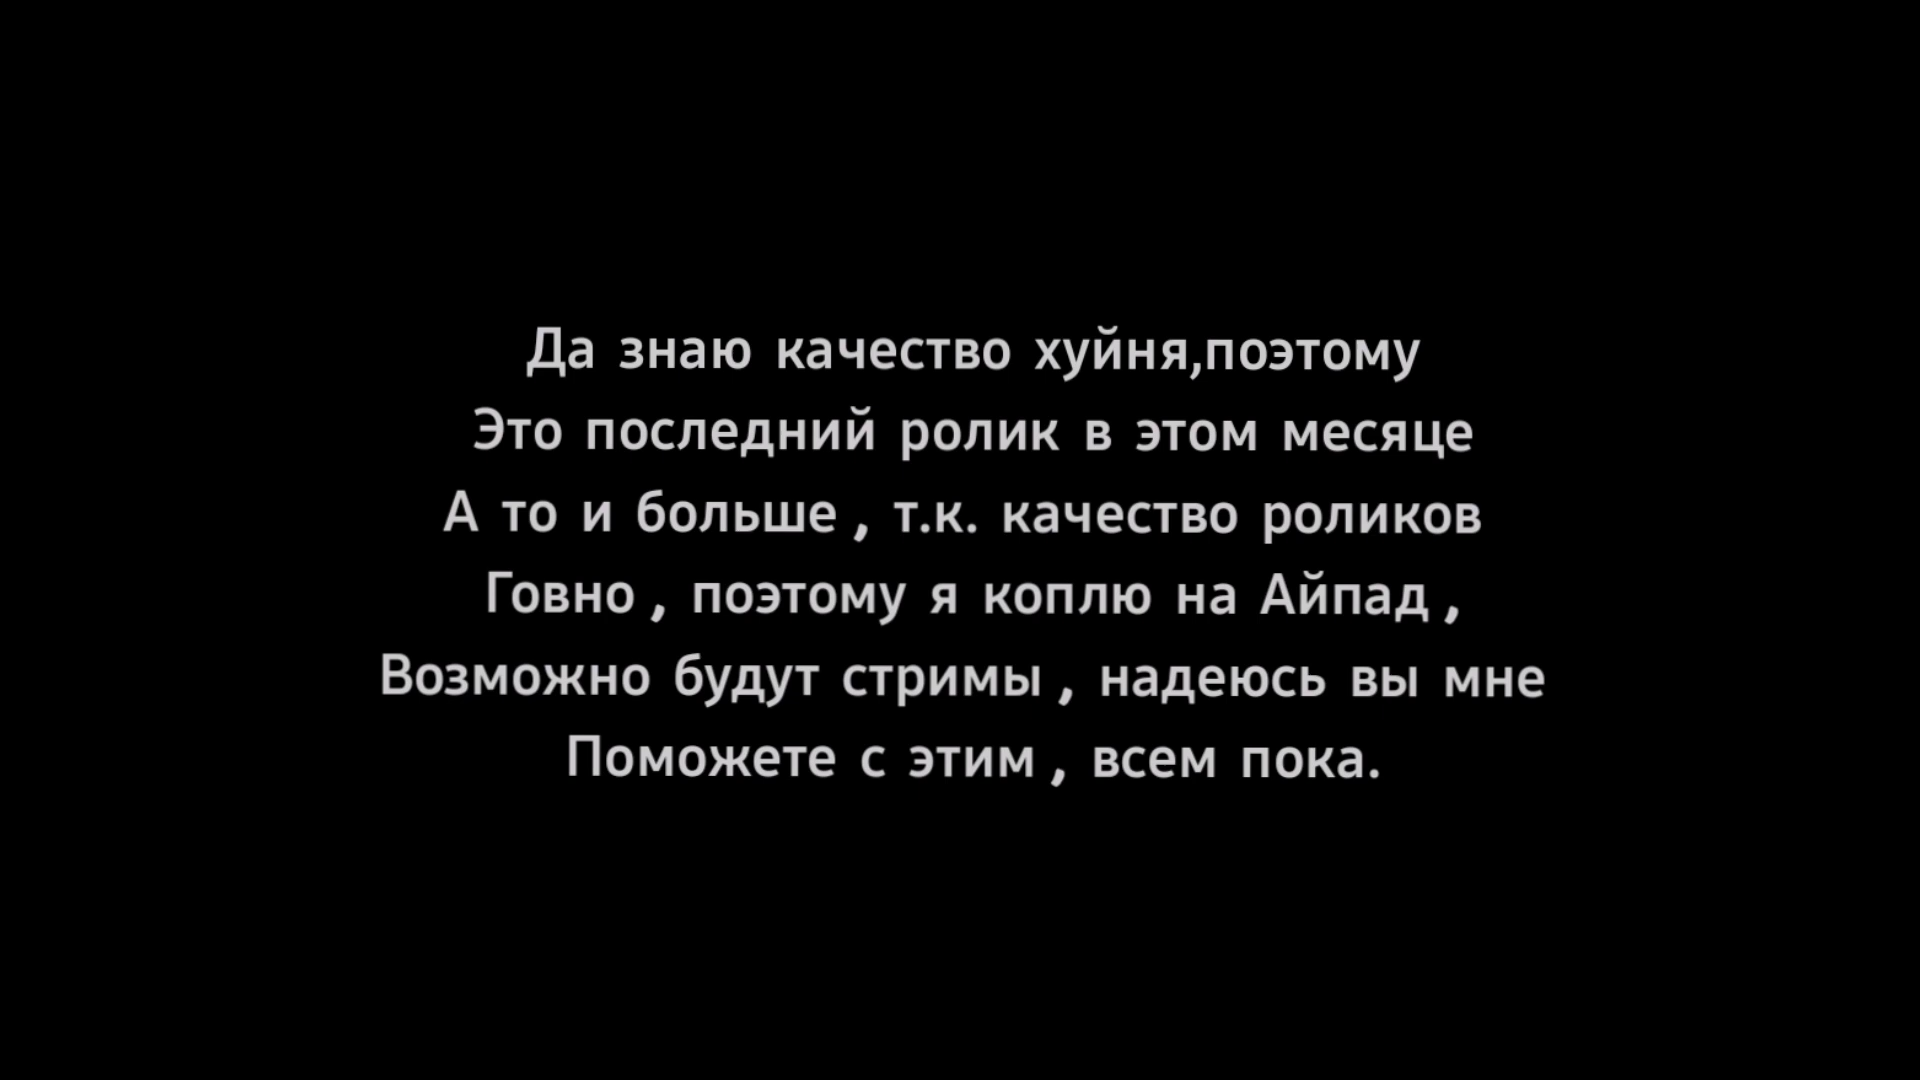 Да знаю качество хуйня,поэтому
Это последний ролик в этом месяце
А то и больше , т.к. качество роликов
Говно , поэтому я коплю на Айпад ,
Возможно будут стримы , надеюсь вы мне
Поможете с этим , всем пока.